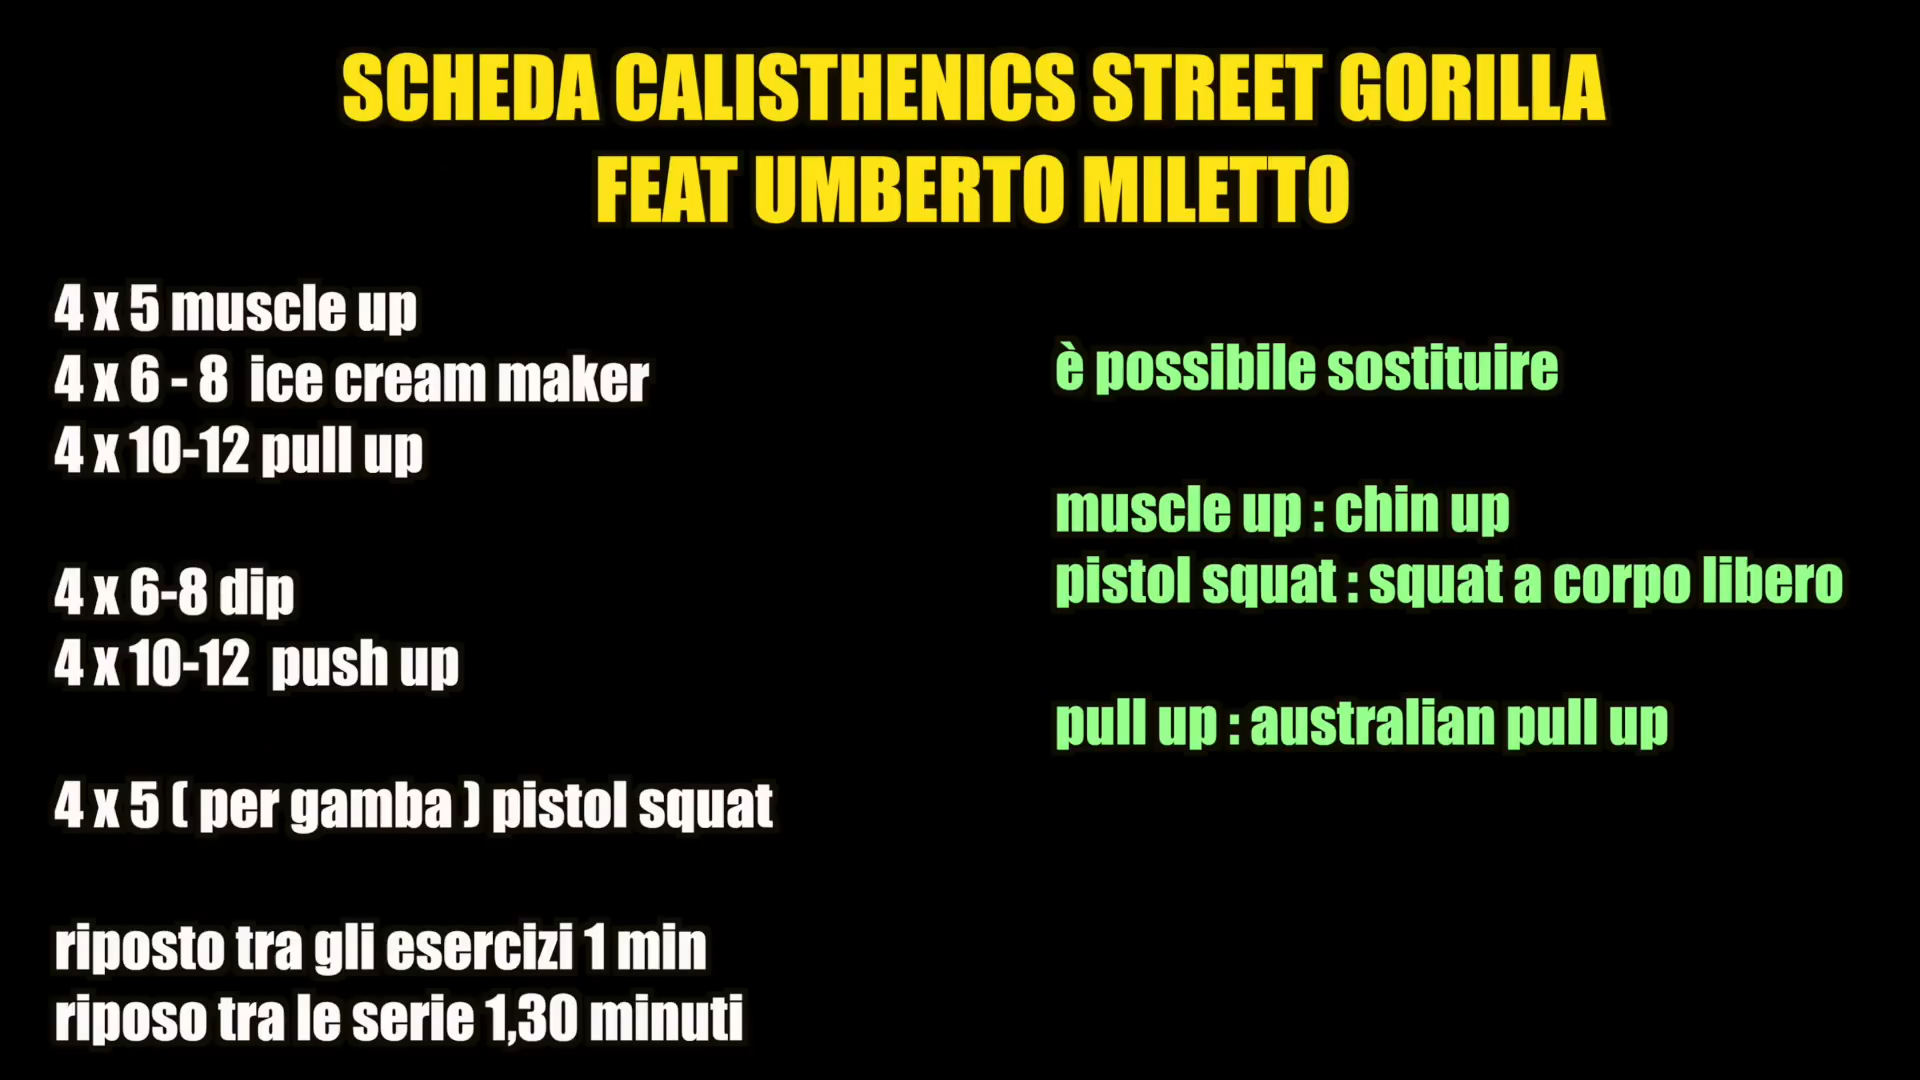 SCHEDA CALISTHENICS STREET GORILLA
FEAT UMBERTO MILETTO
4 x 5 muscle up
4 x 6 - 8 ice cream maker
4 x 10-12 pull up
4 x 6-8 dip
4 x 10-12 push up
4 x 5 ( per gamba ) pistol squat
riposto tra gli esercizi 1 min
riposo tra le serie 1,30 minuti
è possibile sostituire
muscle up : chin up
pistol squat : squat a corpo libero
pull up : australian pull up